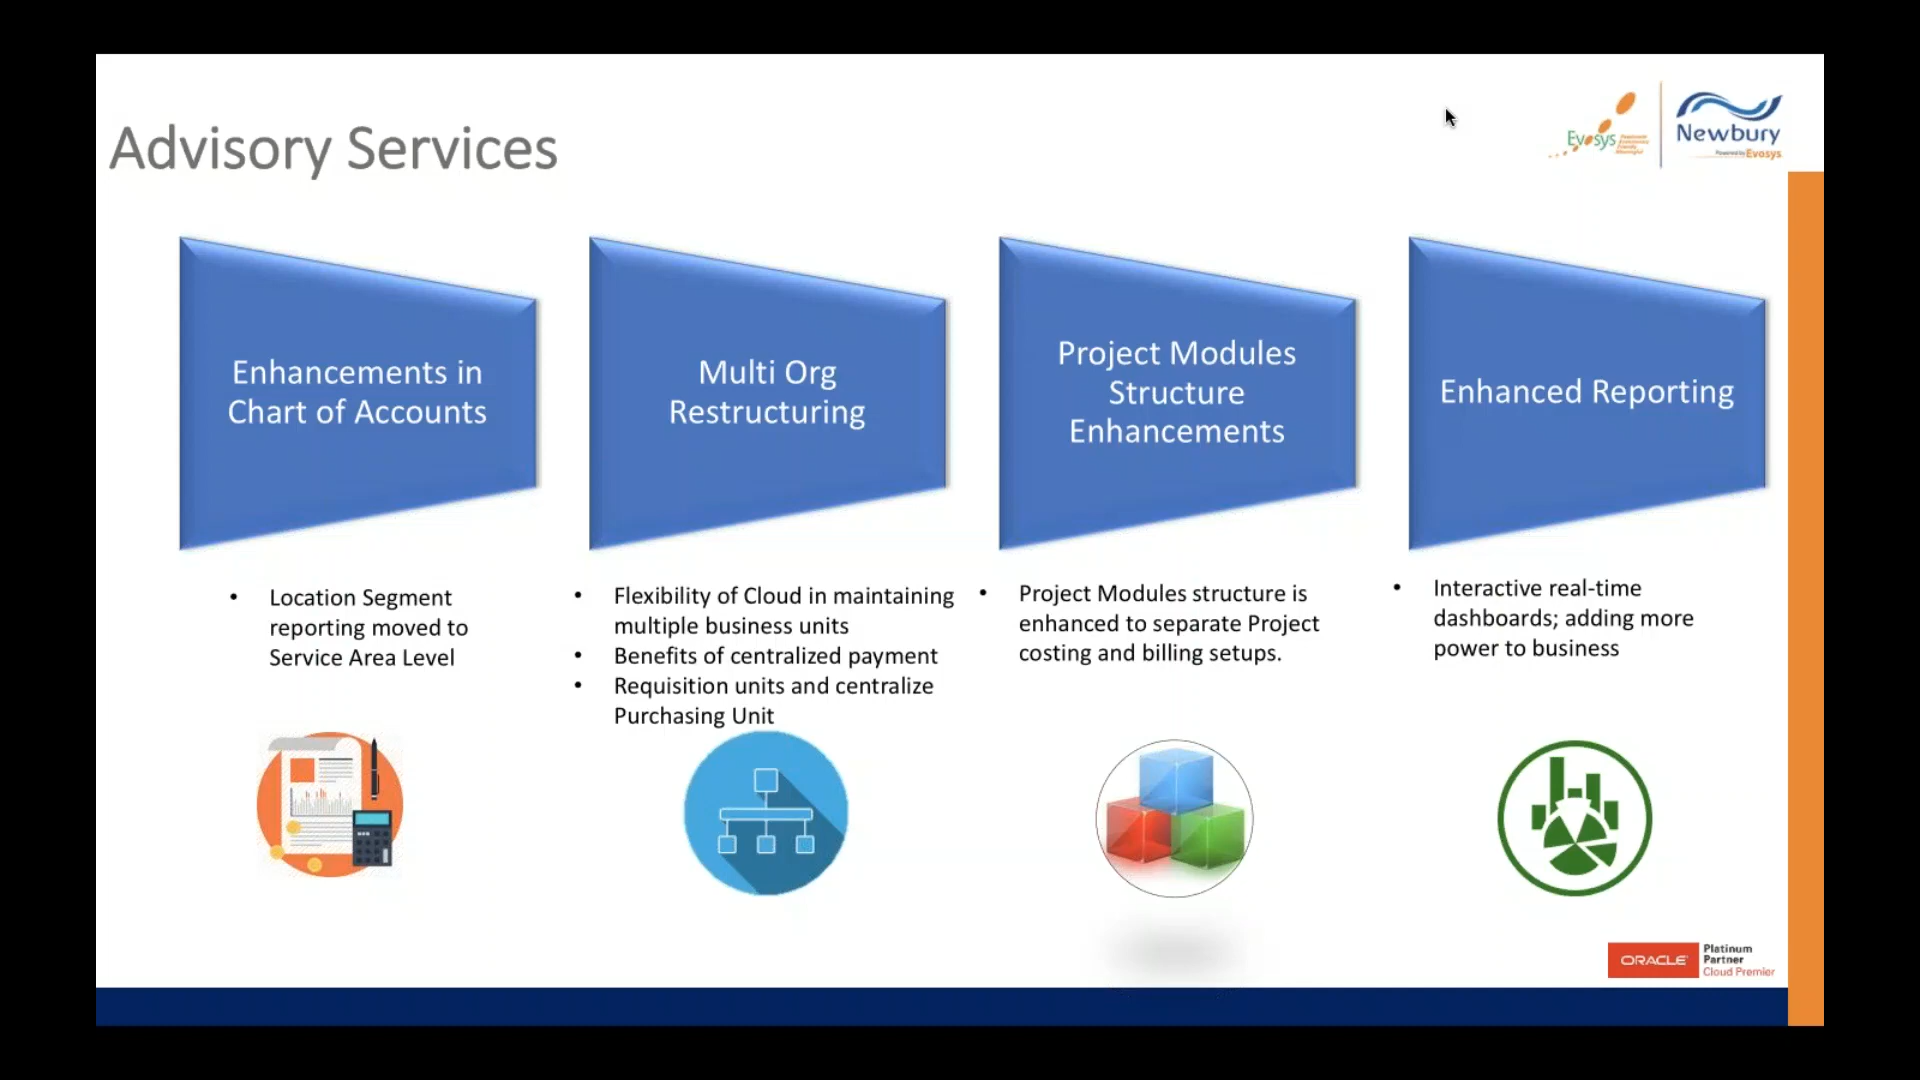 Advisory Services
Evosys
Newbury
Powered by Evosys
Enhancements in
Chart of Accounts
Multi Org
Restructuring
Project Modules
Structure
Enhancements
Enhanced Reporting
• Location Segment
reporting moved to
Service Area Level
• Flexibility of Cloud in maintaining
multiple business units
• Benefits of centralized payment
• Requisition units and centralize
Purchasing Unit
• Project Modules structure is
enhanced to separate Project
costing and billing setups.
• Interactive real-time
dashboards; adding more
power to business
ORACLE
Platinum
Partner
Cloud Premier